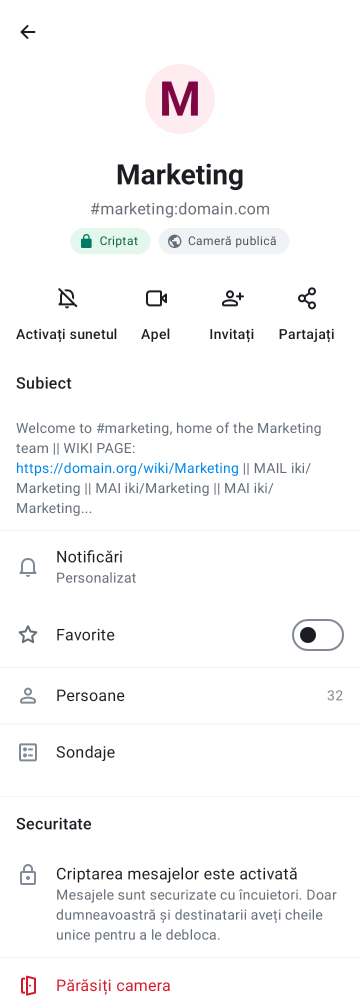 M
Marketing
#marketing:domain.com
Criptat
Cameră publică
Activați sunetul
Apel
Invitați
Partajați
Subiect
Welcome to #marketing, home of the Marketing
team || WIKI PAGE:
https://domain.org/wiki/Marketing || MAIL iki/
Marketing || MAI iki/Marketing || MAI iki/
Marketing...
Notificări
Personalizat
Favorite
Persoane
32
Sondaje
Securitate
Criptarea mesajelor este activată
Mesajele sunt securizate cu încuietori. Doar
dumneavoastră și destinatarii aveți cheile
unice pentru a le debloca.
Părăsiți camera